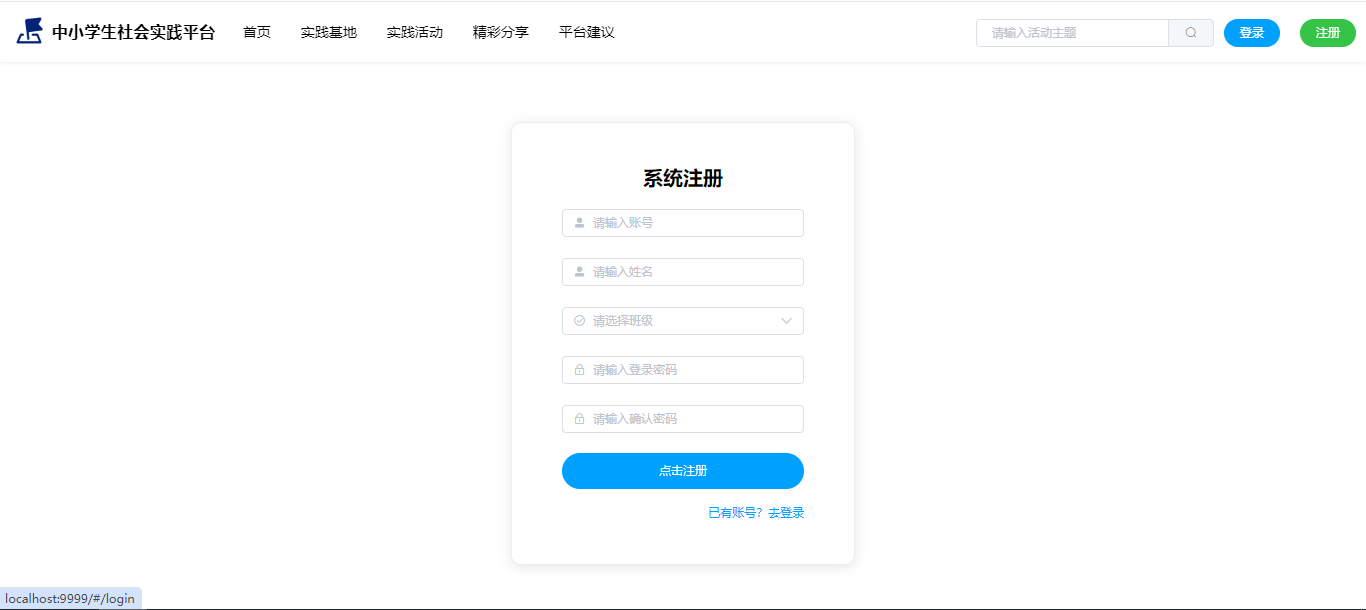 中小学生社会实践平台 首页 实践基地 实践活动 精彩分享 平台建议 请输入活动主题 登录 注册
系统注册
请输入账号
请输入姓名
请选择班级
请输入登录密码
请输入确认密码
点击注册
已有账号？去登录
localhost:9999/#/login